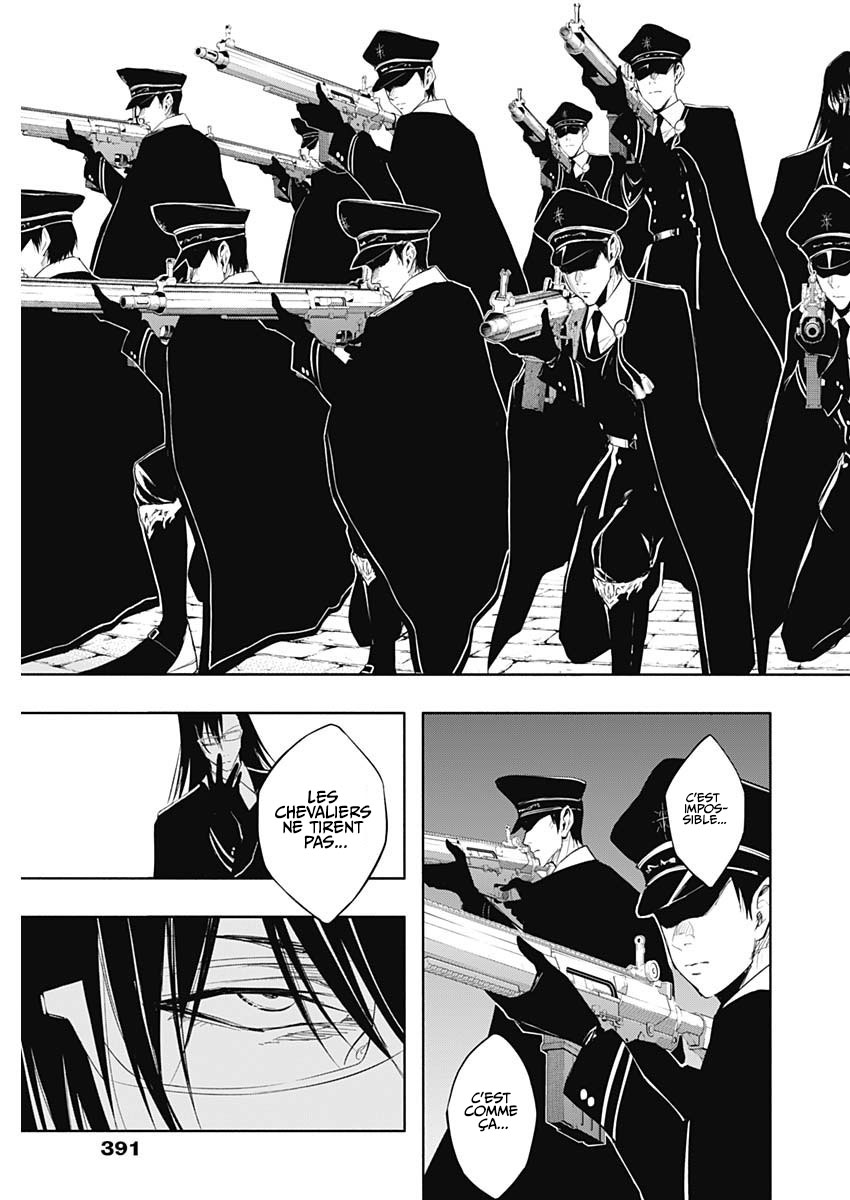 C'EST
IMPOS-
SIBLE...
C'EST
COMME
ÇA...
LES
CHEVALIERS
NE TIRENT
PAS...
391